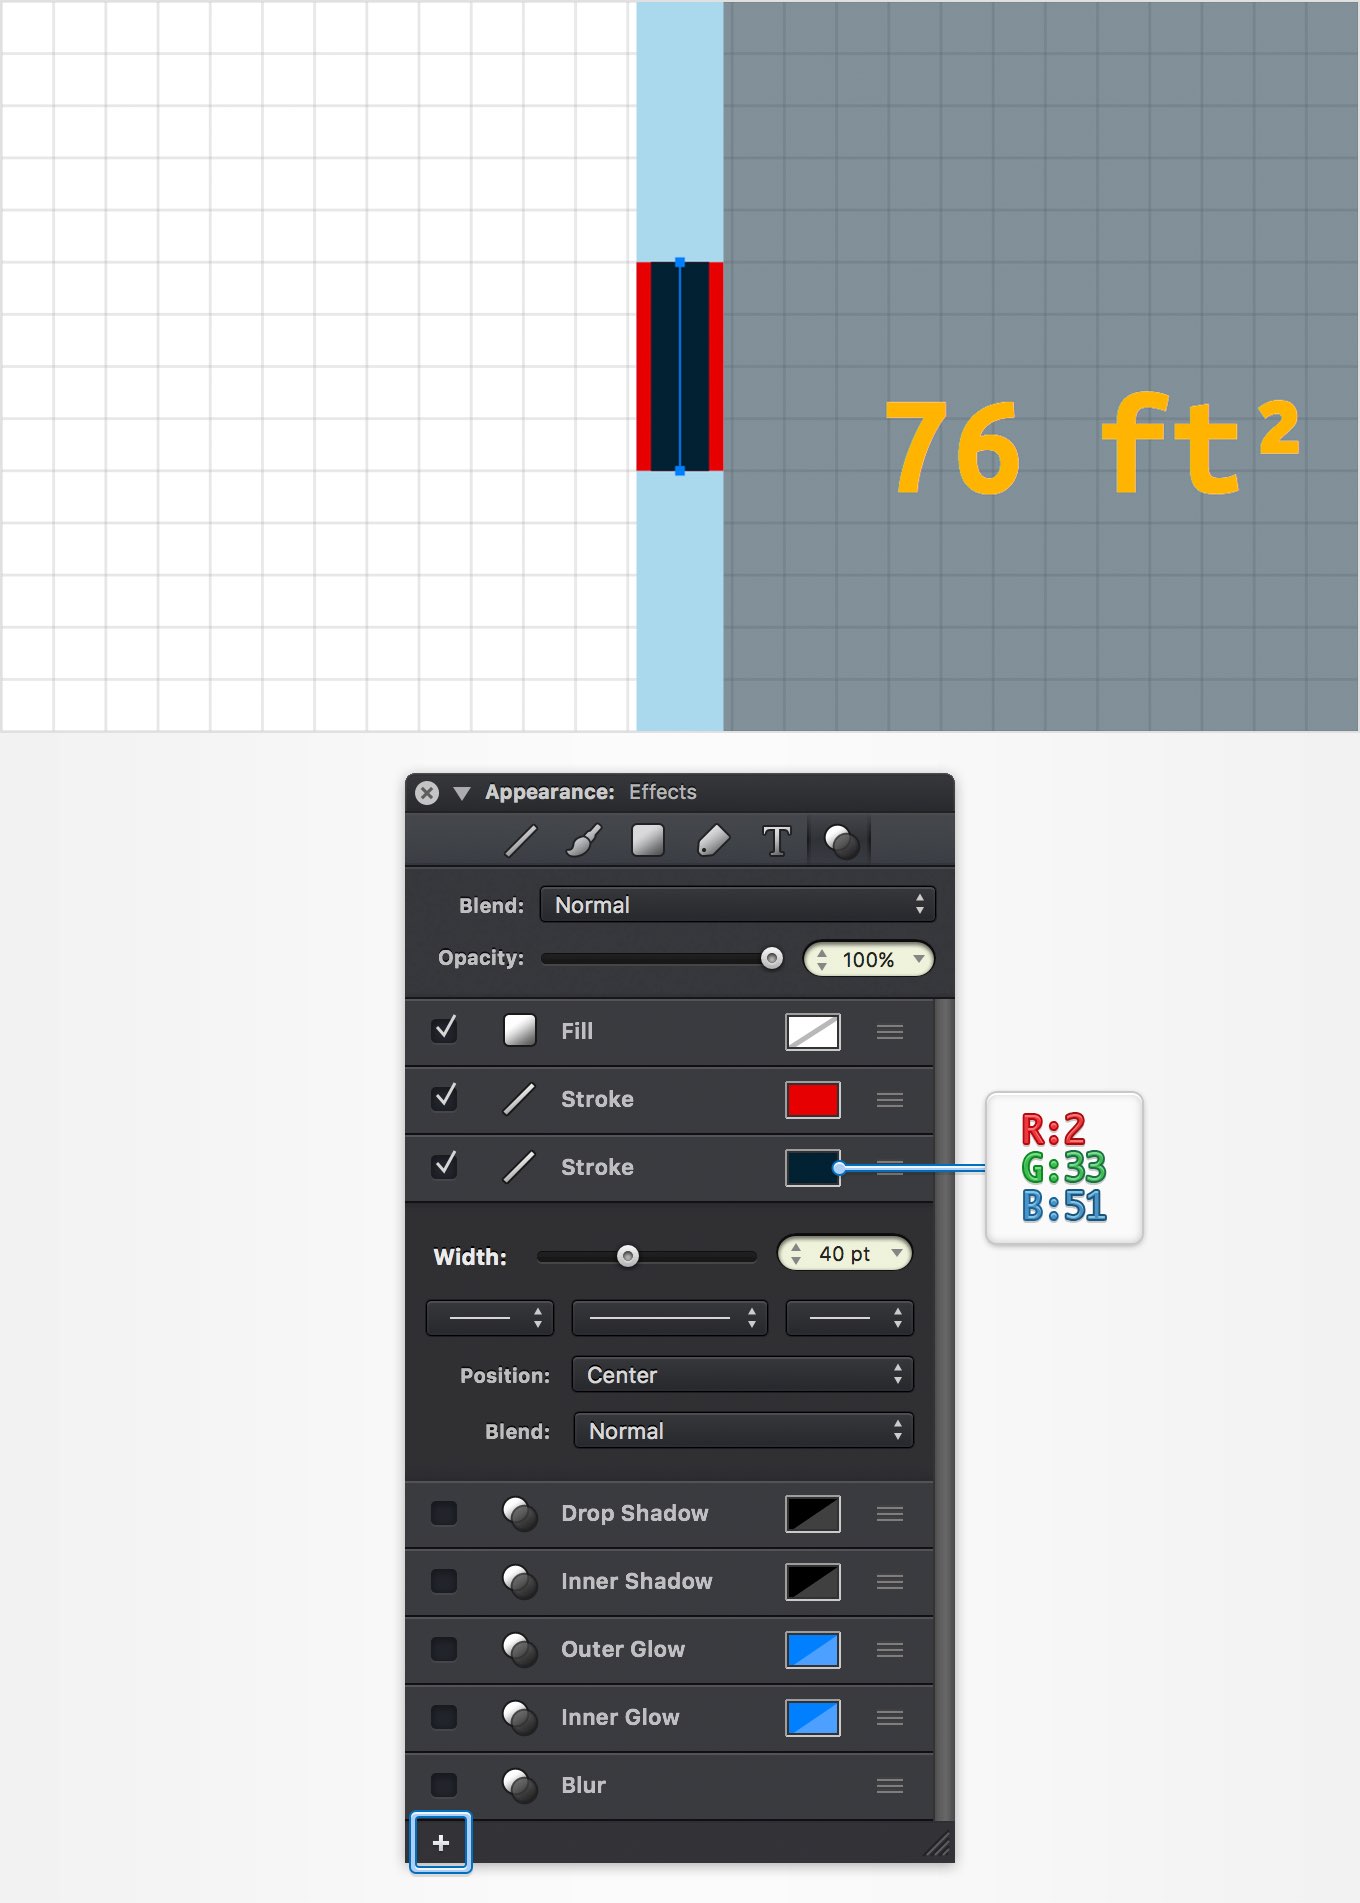 76 ft²
Appearance: Effects
T
Blend: Normal
Opacity: 100%
Fill
Stroke
Stroke
R:2
G:33
B:51
Width: 40 pt
Position: Center
Blend: Normal
Drop Shadow
Inner Shadow
Outer Glow
Inner Glow
Blur
+